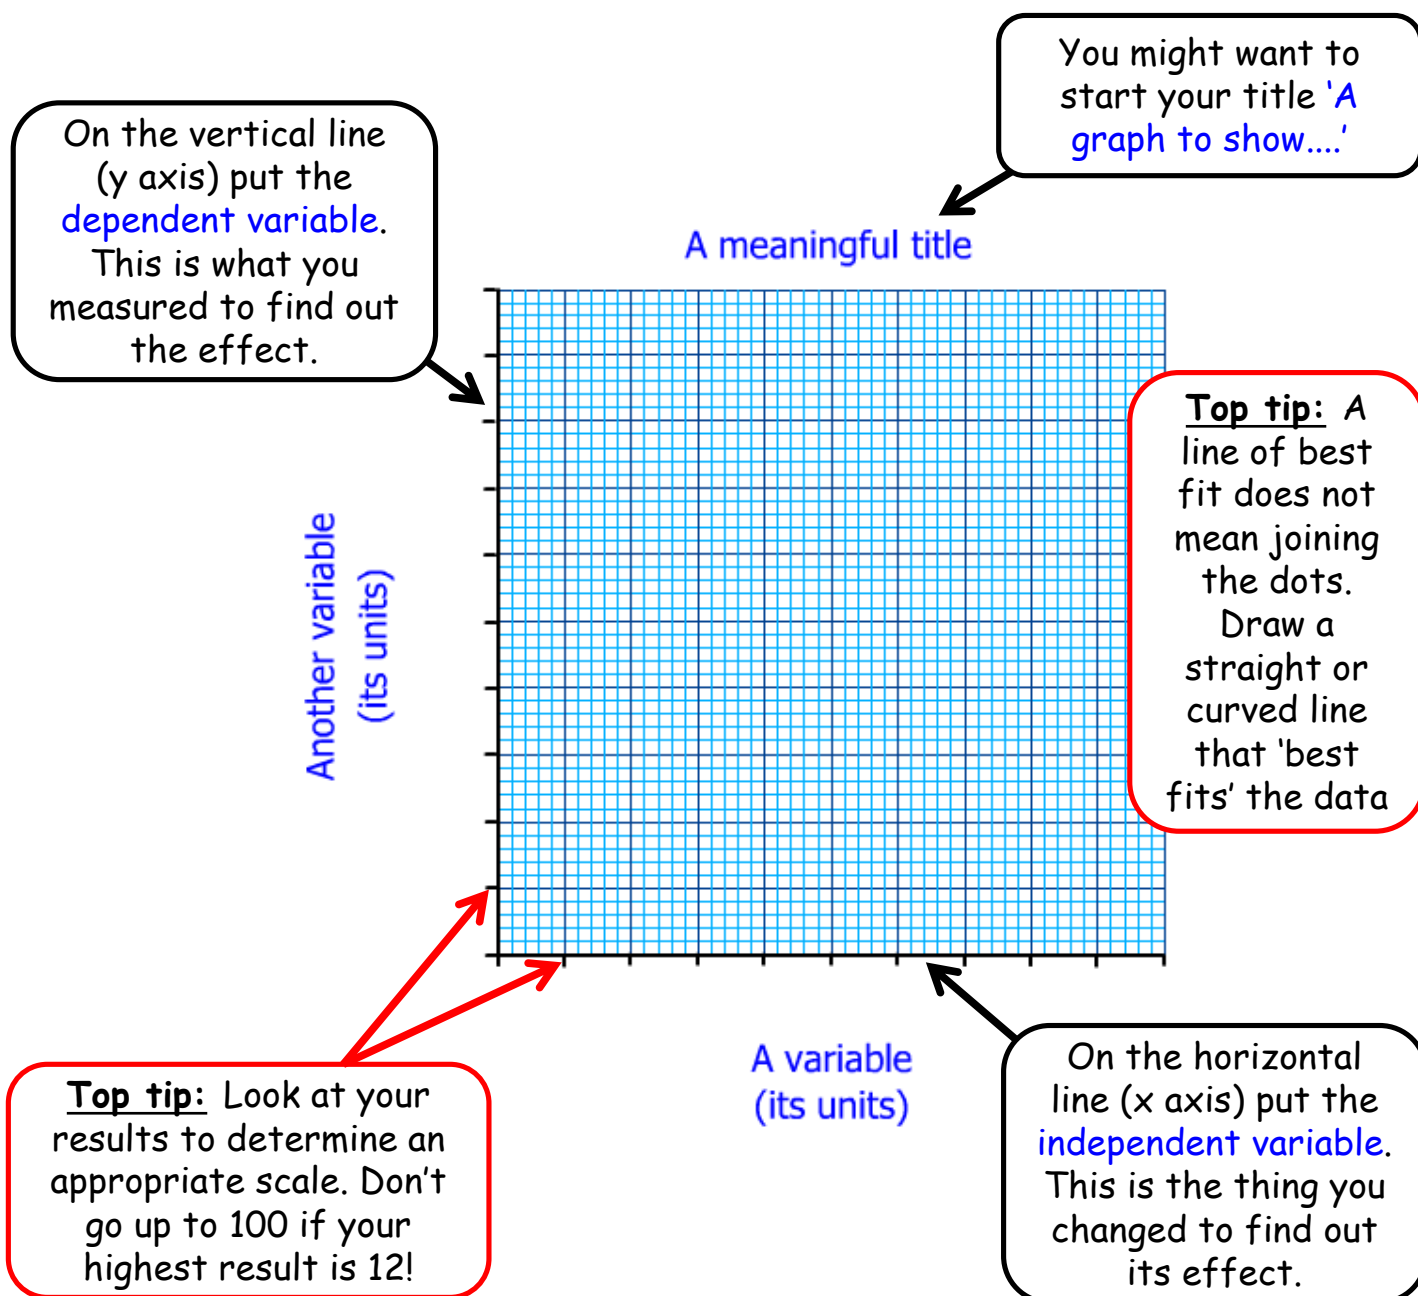 You might want to
start your title ‘A
graph to show....’
On the vertical line
(y axis) put the
dependent variable.
This is what you
measured to find out
the effect.
A meaningful title
Top tip: A
line of best
fit does not
mean joining
the dots.
Draw a
straight or
curved line
that ‘best
fits’ the data
Another variable
(its units)
A variable
(its units)
Top tip: Look at your
results to determine an
appropriate scale. Don’t
go up to 100 if your
highest result is 12!
On the horizontal
line (x axis) put the
independent variable.
This is the thing you
changed to find out
its effect.